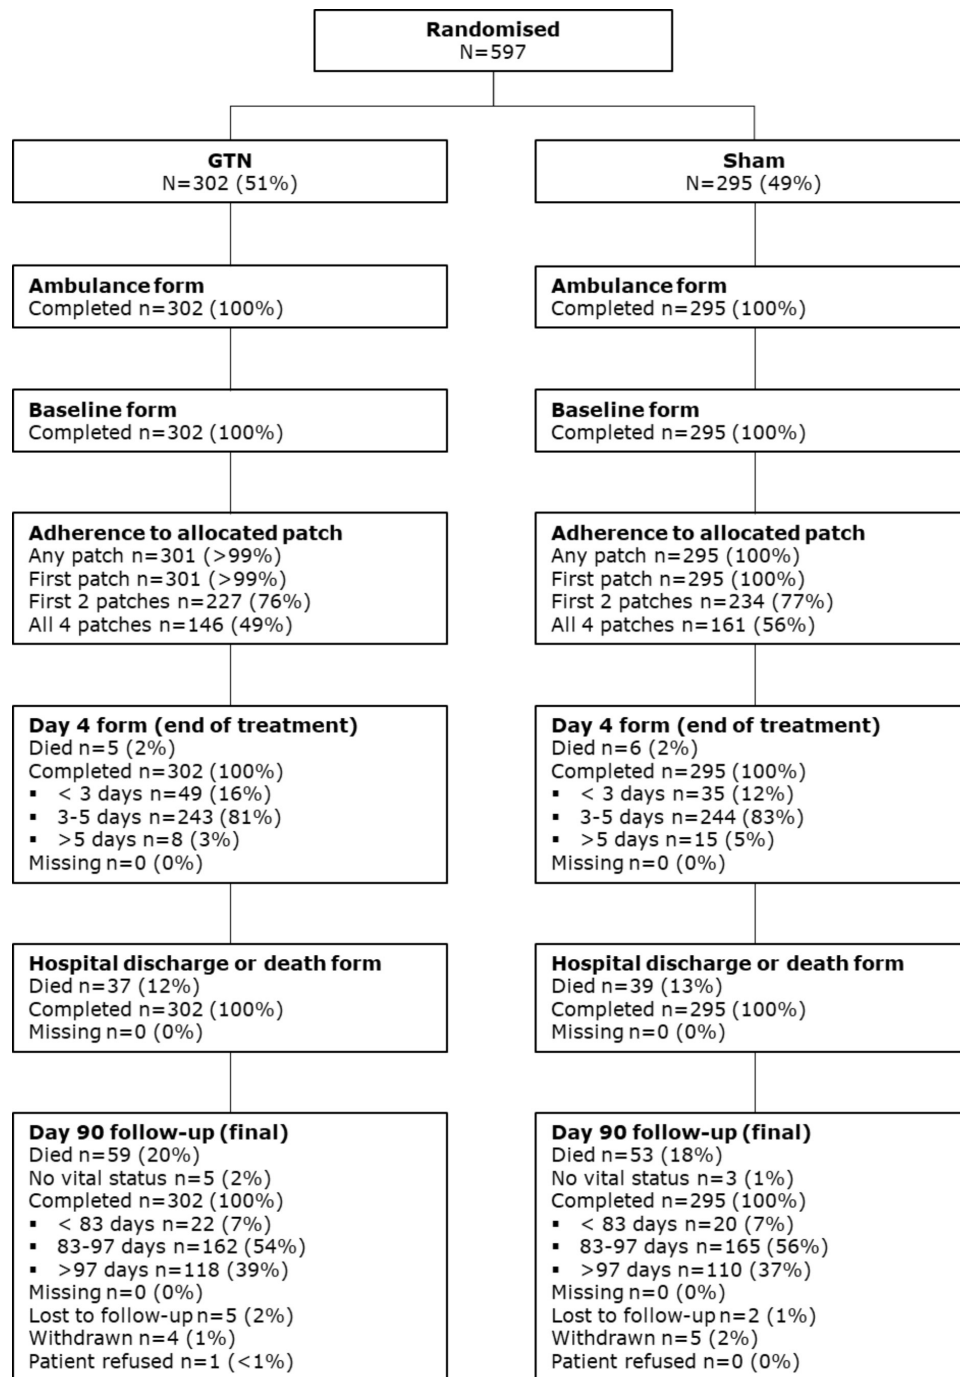 Randomised
N=597
GTN
N=302 (51%)
Sham
N=295 (49%)
Ambulance form
Completed n=302 (100%)
Ambulance form
Completed n=295 (100%)
Baseline form
Completed n=302 (100%)
Baseline form
Completed n=295 (100%)
Adherence to allocated patch
Any patch n=301 (>99%)
First patch n=301 (>99%)
First 2 patches n=227 (76%)
All 4 patches n=146 (49%)
Adherence to allocated patch
Any patch n=295 (100%)
First patch n=295 (100%)
First 2 patches n=234 (77%)
All 4 patches n=161 (56%)
Day 4 form (end of treatment)
Died n=5 (2%)
Completed n=302 (100%)
▪ < 3 days n=49 (16%)
▪ 3-5 days n=243 (81%)
▪ >5 days n=8 (3%)
Missing n=0 (0%)
Day 4 form (end of treatment)
Died n=6 (2%)
Completed n=295 (100%)
▪ < 3 days n=35 (12%)
▪ 3-5 days n=244 (83%)
▪ >5 days n=15 (5%)
Missing n=0 (0%)
Hospital discharge or death form
Died n=37 (12%)
Completed n=302 (100%)
Missing n=0 (0%)
Hospital discharge or death form
Died n=39 (13%)
Completed n=295 (100%)
Missing n=0 (0%)
Day 90 follow-up (final)
Died n=59 (20%)
No vital status n=5 (2%)
Completed n=302 (100%)
▪ < 83 days n=22 (7%)
▪ 83-97 days n=162 (54%)
▪ >97 days n=118 (39%)
Missing n=0 (0%)
Lost to follow-up n=5 (2%)
Withdrawn n=4 (1%)
Patient refused n=1 (<1%)
Day 90 follow-up (final)
Died n=53 (18%)
No vital status n=3 (1%)
Completed n=295 (100%)
▪ < 83 days n=20 (7%)
▪ 83-97 days n=165 (56%)
▪ >97 days n=110 (37%)
Missing n=0 (0%)
Lost to follow-up n=2 (1%)
Withdrawn n=5 (2%)
Patient refused n=0 (0%)